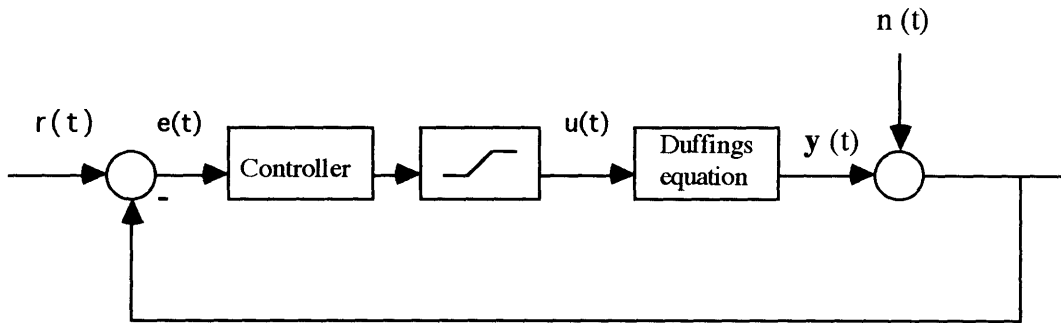 n (t)
r(t)
e(t)
Controller
u(t)
Duffings
equation
y (t)
-